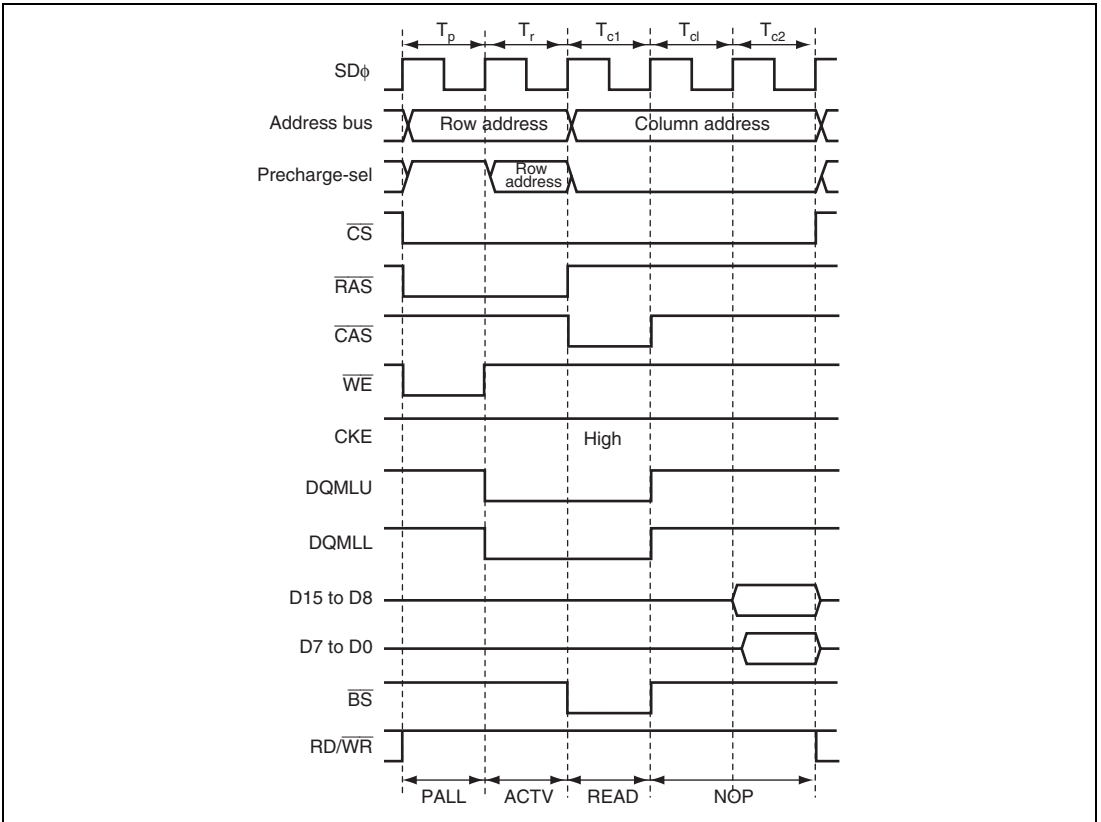 Tp Tr Tc1 Tcl Tc2
SDϕ
Address bus Row address Column address
Precharge-sel Row
address
CS
RAS
CAS
WE
CKE High
DQMLU
DQMLL
D15 to D8
D7 to D0
BS
RD/WR
PALL ACTV READ NOP